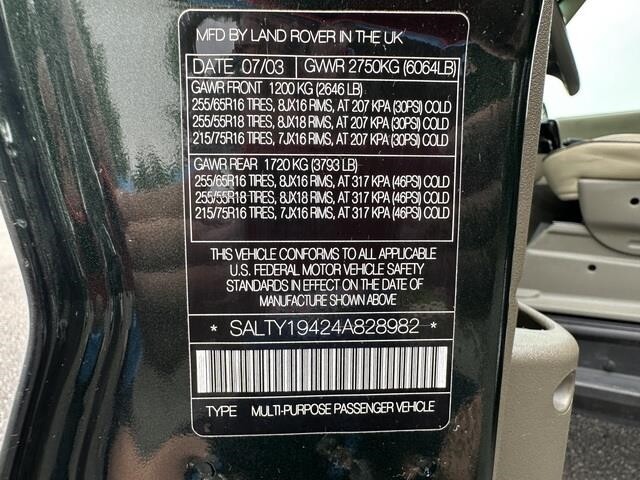 MFD BY LAND ROVER IN THE UK
DATE 07/03 GVWR 2750KG (6064LB)
GAWR FRONT 1200 KG (2646 LB)
255/65R16 TIRES, 8JX16 RIMS, AT 207 KPA (30PSI) COLD
255/55R18 TIRES, 8JX18 RIMS, AT 207 KPA (30PSI) COLD
215/75R16 TIRES, 7JX16 RIMS, AT 207 KPA (30PSI) COLD
GAWR REAR 1720 KG (3793 LB)
255/65R16 TIRES, 8JX16 RIMS, AT 317 KPA (46PSI) COLD
255/55R18 TIRES, 8JX18 RIMS, AT 317 KPA (46PSI) COLD
215/75R16 TIRES, 7JX16 RIMS, AT 317 KPA (46PSI) COLD
THIS VEHICLE CONFORMS TO ALL APPLICABLE
U.S. FEDERAL MOTOR VEHICLE SAFETY
STANDARDS IN EFFECT ON THE DATE OF
MANUFACTURE SHOWN ABOVE
* SALTY19424A828982 *
TYPE MULTI-PURPOSE PASSENGER VEHICLE